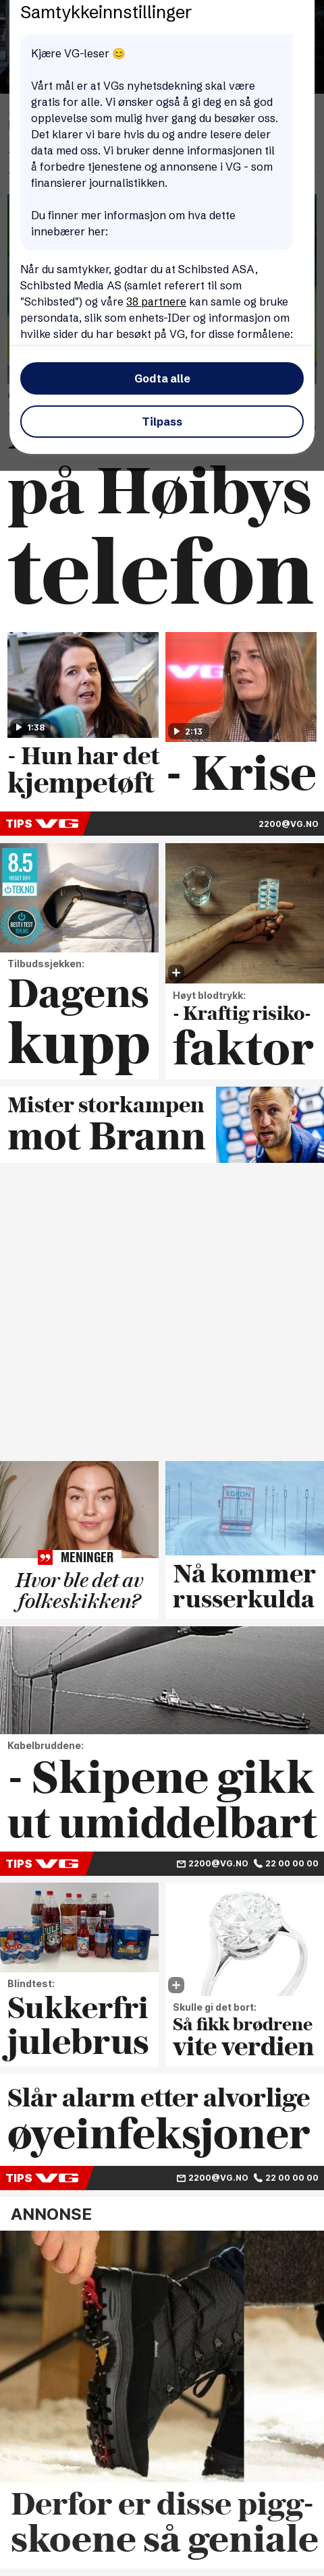 Samtykkeinnstillinger
Kjære VG-leser 😊
Vårt mål er at VGs nyhetsdekning skal være
gratis for alle. Vi ønsker også å gi deg en så god
opplevelse som mulig hver gang du besøker oss.
Det klarer vi bare hvis du og andre lesere deler
data med oss. Vi bruker denne informasjonen til
å forbedre tjenestene og annonsene i VG - som
finansierer journalistikken.
Du finner mer informasjon om hva dette
innebærer her:
Når du samtykker, godtar du at Schibsted ASA,
Schibsted Media AS (samlet referert til som
"Schibsted") og våre 38 partnere kan samle og bruke
persondata, slik som enhets-IDer og informasjon om
hvilke sider du har besøkt på VG, for disse formålene:
Godta alle
Tilpass
på Høibys
telefon
1:38
- Hun har det
kjempetøft
VG
2:13
- Krise
TIPS VG 2200@VG.NO
8.5
TEK.NO
BEST I TEST
TEK.NO
Tilbudssjekken:
Dagens
kupp
Høyt blodtrykk:
- Kraftig risiko-
faktor
Mister storkampen
mot Brann
MENINGER
Hvor ble det av
folkeskikken?
Nå kommer
russerkulda
Kabelbruddene:
- Skipene gikk
ut umiddelbart
TIPS VG 2200@VG.NO 22 00 00 00
Blindtest:
Sukkerfri
julebrus
Skulle gi det bort:
Så fikk brødrene
vite verdien
Slår alarm etter alvorlige
øyeinfeksjoner
TIPS VG 2200@VG.NO 22 00 00 00
ANNONSE
Derfor er disse pigg-
skoene så geniale